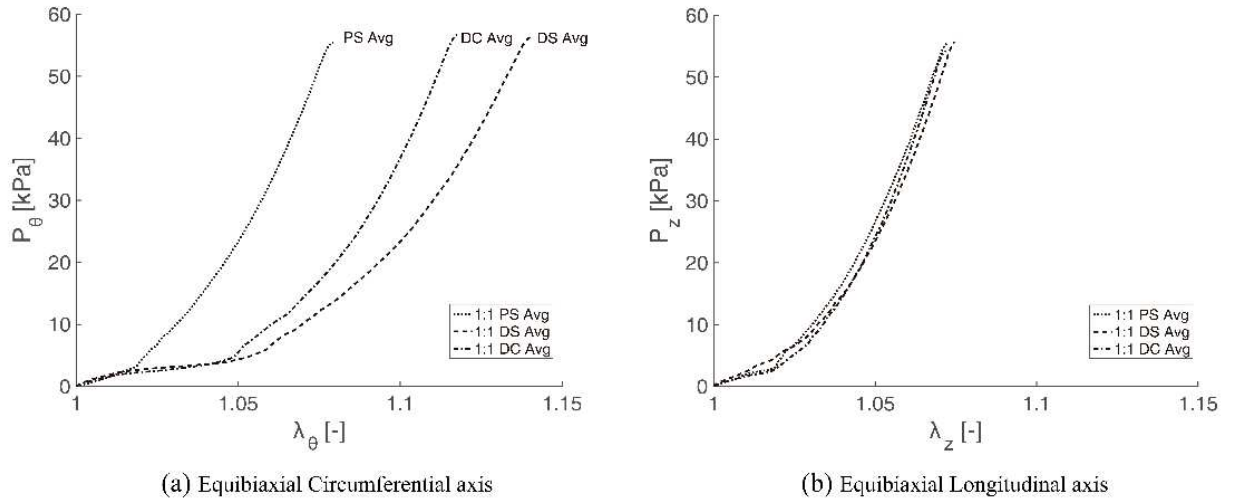 60
50
40
30
20
10
0
P_θ [kPa]
PS Avg
DC Avg
DS Avg
1:1 PS Avg
1:1 DS Avg
1:1 DC Avg
1
1.05
1.1
1.15
λ_θ [-]
(a) Equibiaxial Circumferential axis
60
50
40
30
20
10
0
P_z [kPa]
1:1 PS Avg
1:1 DS Avg
1:1 DC Avg
1
1.05
1.1
1.15
λ_z [-]
(b) Equibiaxial Longitudinal axis